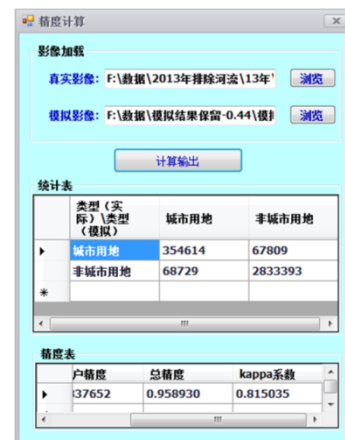 精度计算
影像加载
真实影像: F:\数据\2013年排除河流\13年 浏览
模拟影像: F:\数据\模拟结果保留-0.44\模 浏览
计算输出
统计表
类型（实
际）\类型
（模拟） 城市用地 非城市用地
城市用地 354614 67809
非城市用地 68729 2833393
精度表
户精度 总精度 kappa系数
37652 0.958930 0.815035